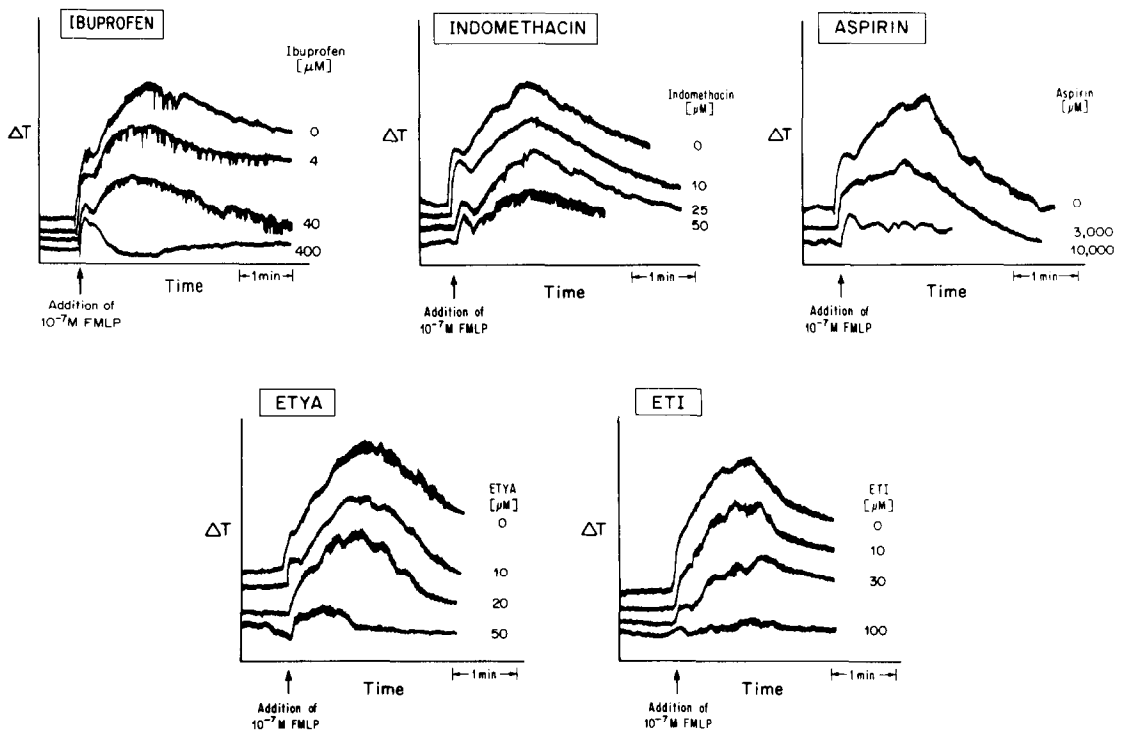 IBUPROFEN
Ibuprofen
[μM]
ΔT
0
4
40
400
1 min
Time
Addition of
10⁻⁷M FMLP
INDOMETHACIN
Indomethacin
[μM]
ΔT
0
10
25
50
1 min
Time
Addition of
10⁻⁷M FMLP
ASPIRIN
Aspirin
[μM]
ΔT
0
3,000
10,000
1 min
Time
Addition of
10⁻⁷M FMLP
ETYA
ETYA
[μM]
0
ΔT
10
20
50
1 min
Time
Addition of
10⁻⁷M FMLP
ETI
ETI
[μM]
0
ΔT
10
30
100
1 min
Time
Addition of
10⁻⁷M FMLP